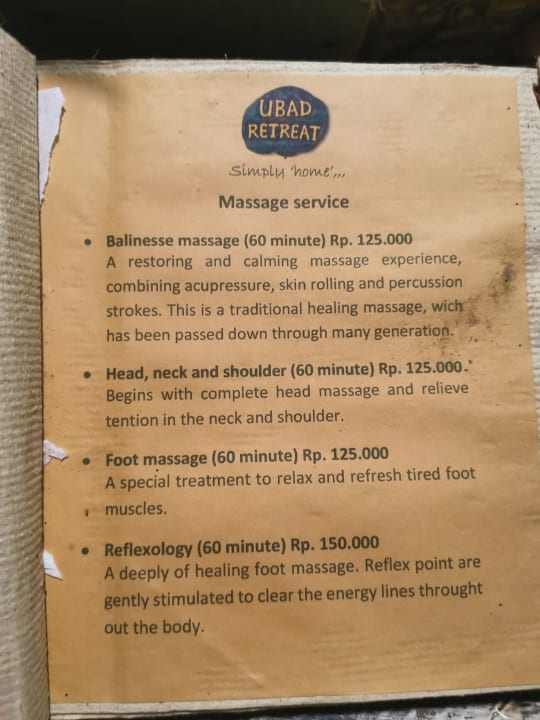 UBAD
RETREAT
Simply 'home',,,
Massage service
• Balinesse massage (60 minute) Rp. 125.000
A restoring and calming massage experience,
combining acupressure, skin rolling and percussion
strokes. This is a traditional healing massage, wich
has been passed down through many generation.
• Head, neck and shoulder (60 minute) Rp. 125.000.
Begins with complete head massage and relieve
tention in the neck and shoulder.
• Foot massage (60 minute) Rp. 125.000
A special treatment to relax and refresh tired foot
muscles.
• Reflexology (60 minute) Rp. 150.000
A deeply of healing foot massage. Reflex point are
gently stimulated to clear the energy lines throught
out the body.